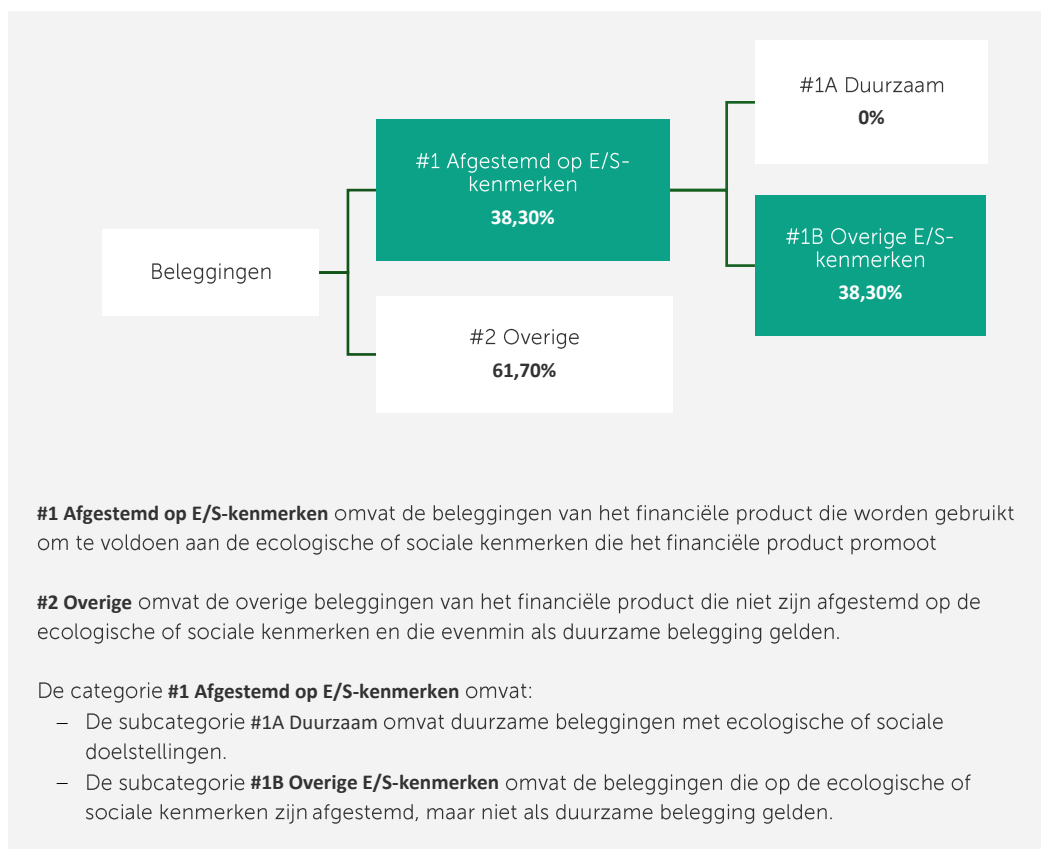 #1A Duurzaam
0%
#1 Afgestemd op E/S-
kenmerken
38,30%
#1B Overige E/S-
kenmerken
38,30%
Beleggingen
#2 Overige
61,70%
#1 Afgestemd op E/S-kenmerken omvat de beleggingen van het financiële product die worden gebruikt
om te voldoen aan de ecologische of sociale kenmerken die het financiële product promoot
#2 Overige omvat de overige beleggingen van het financiële product die niet zijn afgestemd op de
ecologische of sociale kenmerken en die evenmin als duurzame belegging gelden.
De categorie #1 Afgestemd op E/S-kenmerken omvat:
– De subcategorie #1A Duurzaam omvat duurzame beleggingen met ecologische of sociale
doelstellingen.
– De subcategorie #1B Overige E/S-kenmerken omvat de beleggingen die op de ecologische of
sociale kenmerken zijn afgestemd, maar niet als duurzame belegging gelden.